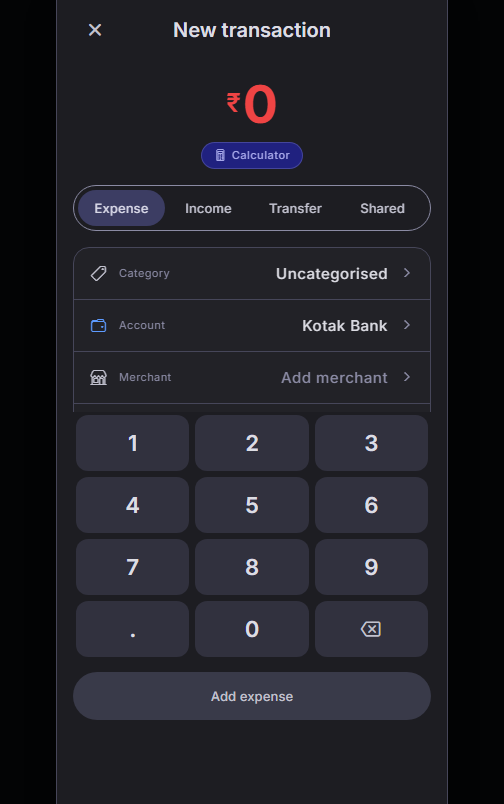 New transaction
₹0
Calculator
Expense Income Transfer Shared
Category Uncategorised
Account Kotak Bank
Merchant Add merchant
1 2 3
4 5 6
7 8 9
. 0
Add expense